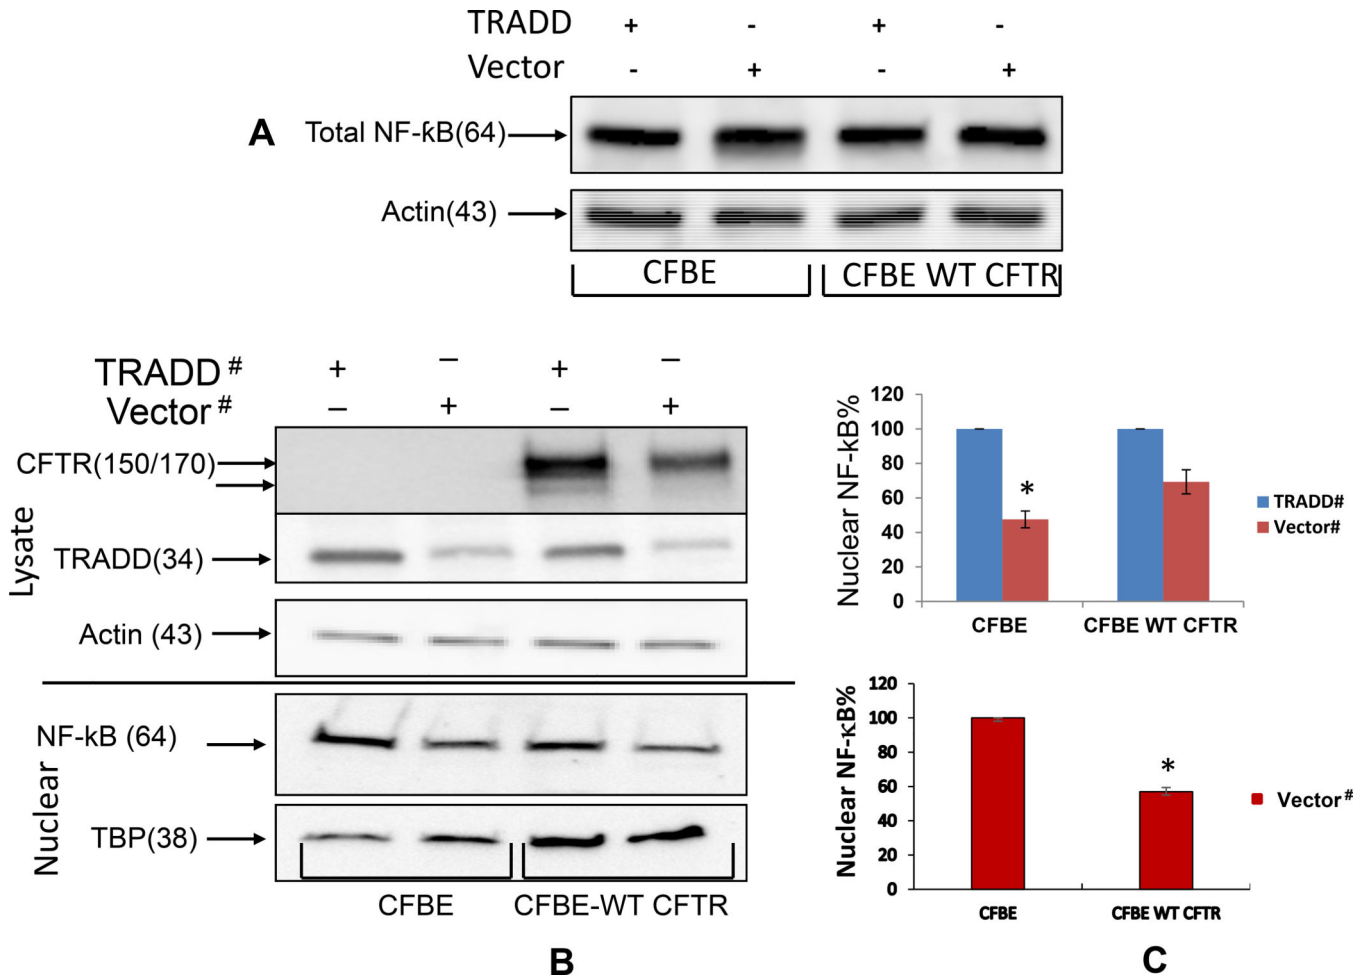 TRADD + - + -
Vector - + - +
A Total NF-ƙB(64)
Actin(43)
CFBE CFBE WT CFTR
TRADD # + – + –
Vector # – + – +
CFTR(150/170)
TRADD(34)
Actin (43)
Lysate
NF-kB (64)
TBP(38)
Nuclear
CFBE CFBE-WT CFTR
B
Nuclear NF-kB%
120
100
80
60
40
20
0
*
CFBE CFBE WT CFTR
TRADD#
Vector#
Nuclear NF-κB%
120
100
80
60
40
20
0
*
CFBE CFBE WT CFTR
Vector #
C